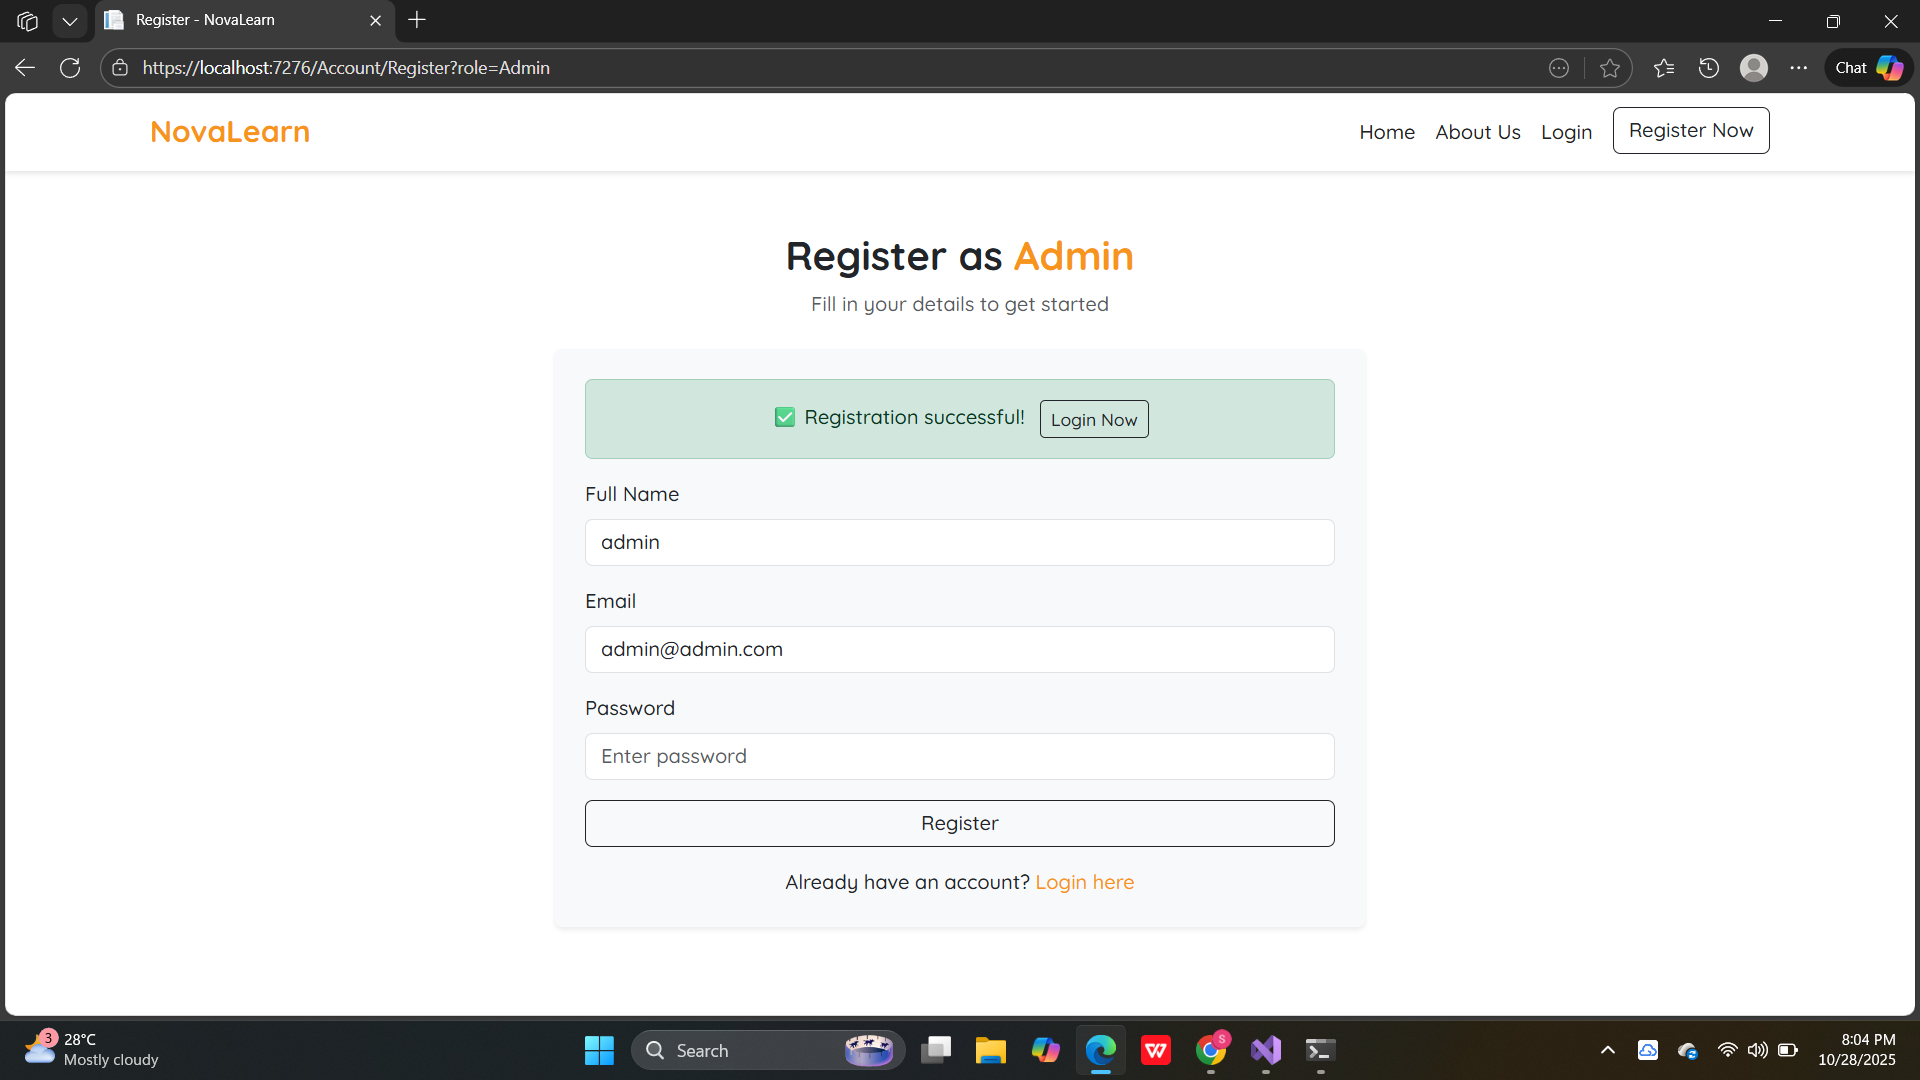 Register - NovaLearn
https://localhost:7276/Account/Register?role=Admin
Chat
NovaLearn
Home
About Us
Login
Register Now
Register as Admin
Fill in your details to get started
✅ Registration successful!
Login Now
Full Name
admin
Email
admin@admin.com
Password
Enter password
Register
Already have an account? Login here
3
28°C
Mostly cloudy
Search
W
S
8:04 PM
10/28/2025